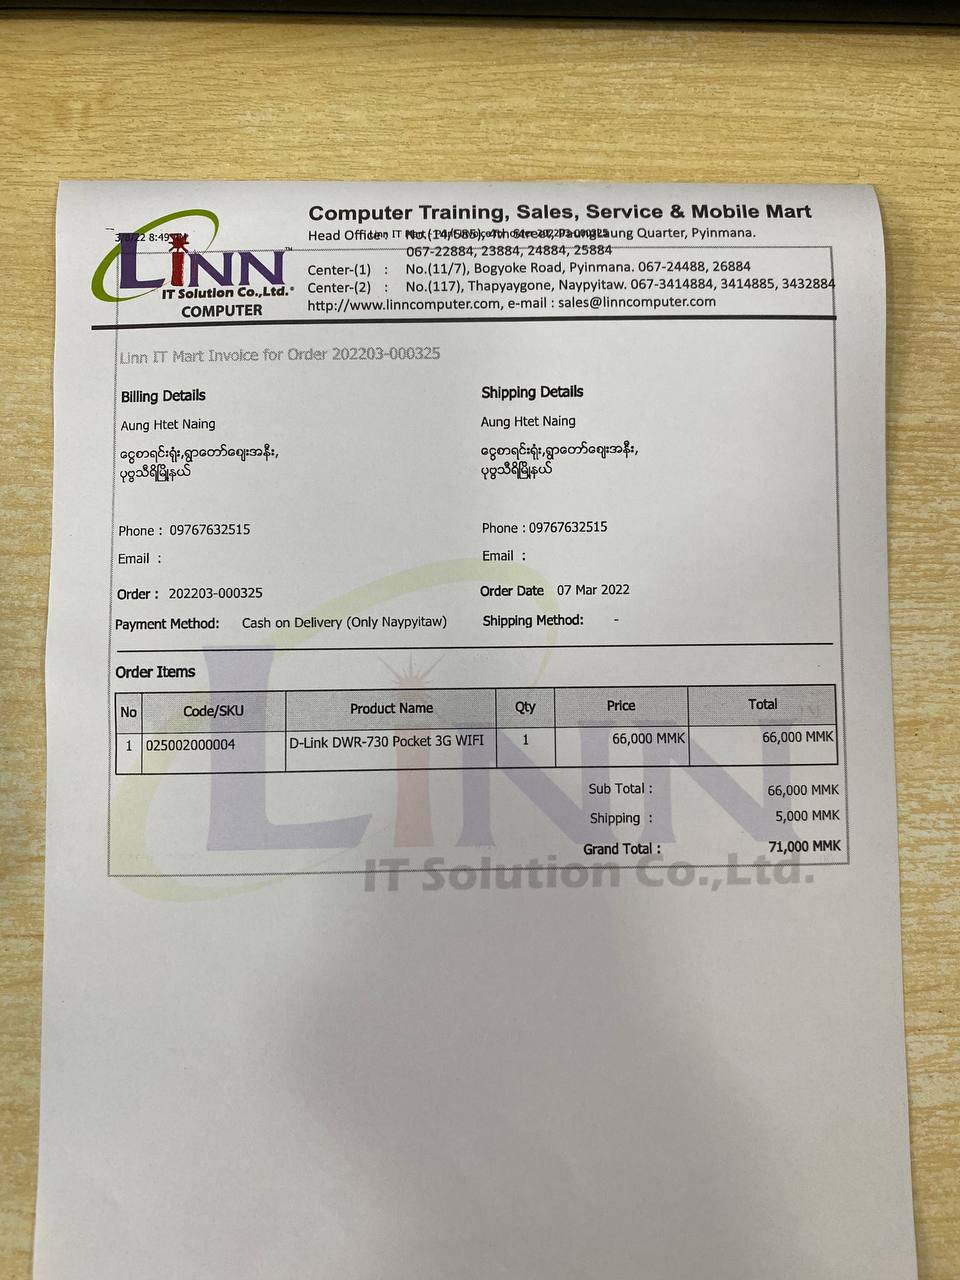 Computer Training, Sales, Service & Mobile Mart
Head Office : No.(14/585), 4th Street, Paung Laung Quarter, Pyinmana.
3/8/22 8:49
067-22884, 23884, 24884, 25884
LINN
Center-(1) : No.(11/7), Bogyoke Road, Pyinmana. 067-24488, 26884
IT Solution Co.,Ltd.
Center-(2) : No.(117), Thapyaygone, Naypyitaw. 067-3414884, 3414885, 3432884
COMPUTER
http://www.linncomputer.com, e-mail : sales@linncomputer.com
Linn IT Mart Invoice for Order 202203-000325
Billing Details Shipping Details
Aung Htet Naing Aung Htet Naing
ငွေစာရင်းရုံး,ရွာတော်ဈေးအနီး, ငွေစာရင်းရုံး,ရွာတော်ဈေးအနီး,
ပုဗ္ဗသီရိမြို့နယ် ပုဗ္ဗသီရိမြို့နယ်
Phone : 09767632515 Phone : 09767632515
Email : Email :
Order : 202203-000325 Order Date 07 Mar 2022
Payment Method: Cash on Delivery (Only Naypyitaw) Shipping Method: -
Order Items
No Code/SKU Product Name Qty Price Total
1 025002000004 D-Link DWR-730 Pocket 3G WIFI 1 66,000 MMK 66,000 MMK
Sub Total : 66,000 MMK
Shipping : 5,000 MMK
Grand Total : 71,000 MMK
LINN
IT Solution Co.,Ltd.